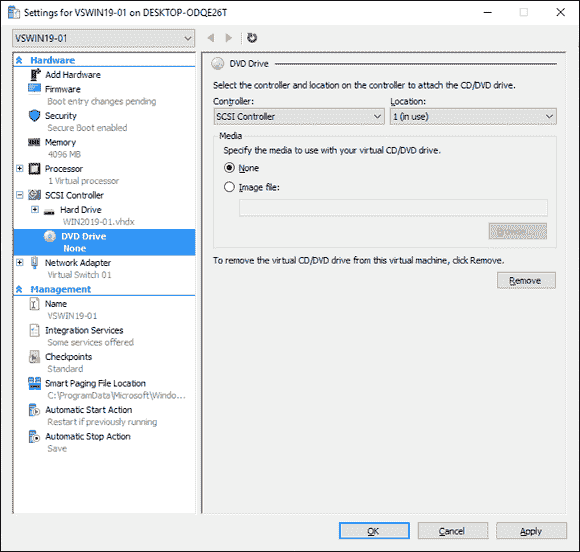 Settings for VSWIN19-01 on DESKTOP-ODQE26T
VSWIN19-01
Hardware
Add Hardware
Firmware
Boot entry changes pending
Security
Secure Boot enabled
Memory
4096 MB
Processor
1 Virtual processor
SCSI Controller
Hard Drive
WIN2019-01.vhdx
DVD Drive
None
Network Adapter
Virtual Switch 01
Management
Name
VSWIN19-01
Integration Services
Some services offered
Checkpoints
Standard
Smart Paging File Location
C:\ProgramData\Microsoft\Windo...
Automatic Start Action
Restart if previously running
Automatic Stop Action
Save
DVD Drive
Select the controller and location on the controller to attach the CD/DVD drive.
Controller: Location:
SCSI Controller 1 (in use)
Media
Specify the media to use with your virtual CD/DVD drive.
None
Image file:
To remove the virtual CD/DVD drive from this virtual machine, click Remove.
Remove
OK Cancel Apply